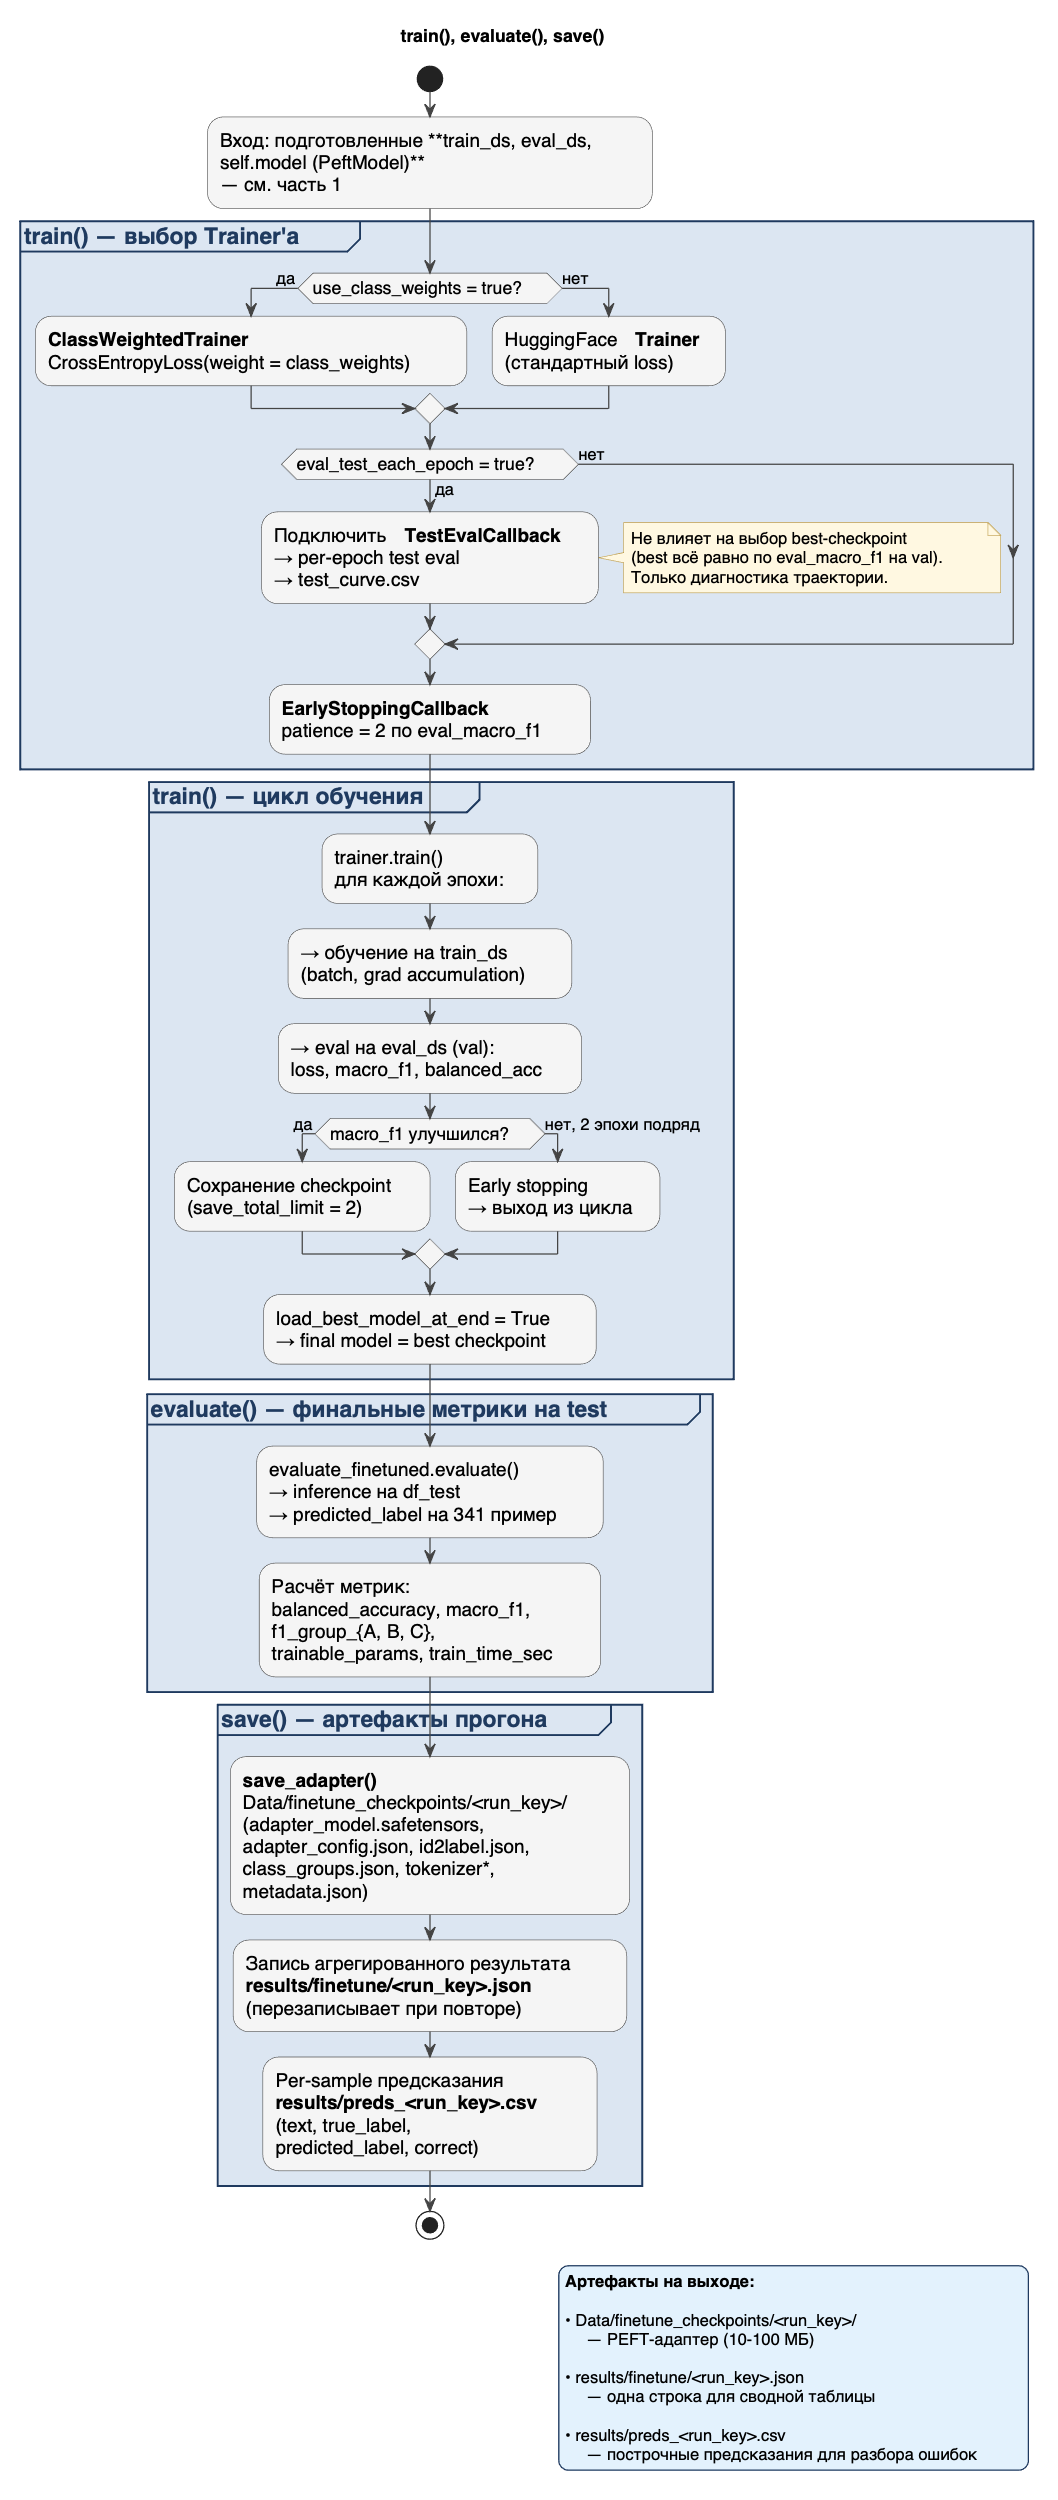 train(), evaluate(), save()
Вход: подготовленные **train_ds, eval_ds,
self.model (PeftModel)**
— см. часть 1
train() — выбор Trainer'а
use_class_weights = true?
да
нет
ClassWeightedTrainer
CrossEntropyLoss(weight = class_weights)
HuggingFace Trainer
(стандартный loss)
eval_test_each_epoch = true?
нет
да
Подключить TestEvalCallback
→ per-epoch test eval
→ test_curve.csv
Не влияет на выбор best-checkpoint
(best всё равно по eval_macro_f1 на val).
Только диагностика траектории.
EarlyStoppingCallback
patience = 2 по eval_macro_f1
train() — цикл обучения
trainer.train()
для каждой эпохи:
→ обучение на train_ds
(batch, grad accumulation)
→ eval на eval_ds (val):
loss, macro_f1, balanced_acc
да
macro_f1 улучшился?
нет, 2 эпохи подряд
Сохранение checkpoint
(save_total_limit = 2)
Early stopping
→ выход из цикла
load_best_model_at_end = True
→ final model = best checkpoint
evaluate() — финальные метрики на test
evaluate_finetuned.evaluate()
→ inference на df_test
→ predicted_label на 341 пример
Расчёт метрик:
balanced_accuracy, macro_f1,
f1_group_{A, B, C},
trainable_params, train_time_sec
save() — артефакты прогона
save_adapter()
Data/finetune_checkpoints/<run_key>/
(adapter_model.safetensors,
adapter_config.json, id2label.json,
class_groups.json, tokenizer*,
metadata.json)
Запись агрегированного результата
results/finetune/<run_key>.json
(перезаписывает при повторе)
Per-sample предсказания
results/preds_<run_key>.csv
(text, true_label,
predicted_label, correct)
Артефакты на выходе:
• Data/finetune_checkpoints/<run_key>/
— PEFT-адаптер (10-100 МБ)
• results/finetune/<run_key>.json
— одна строка для сводной таблицы
• results/preds_<run_key>.csv
— построчные предсказания для разбора ошибок